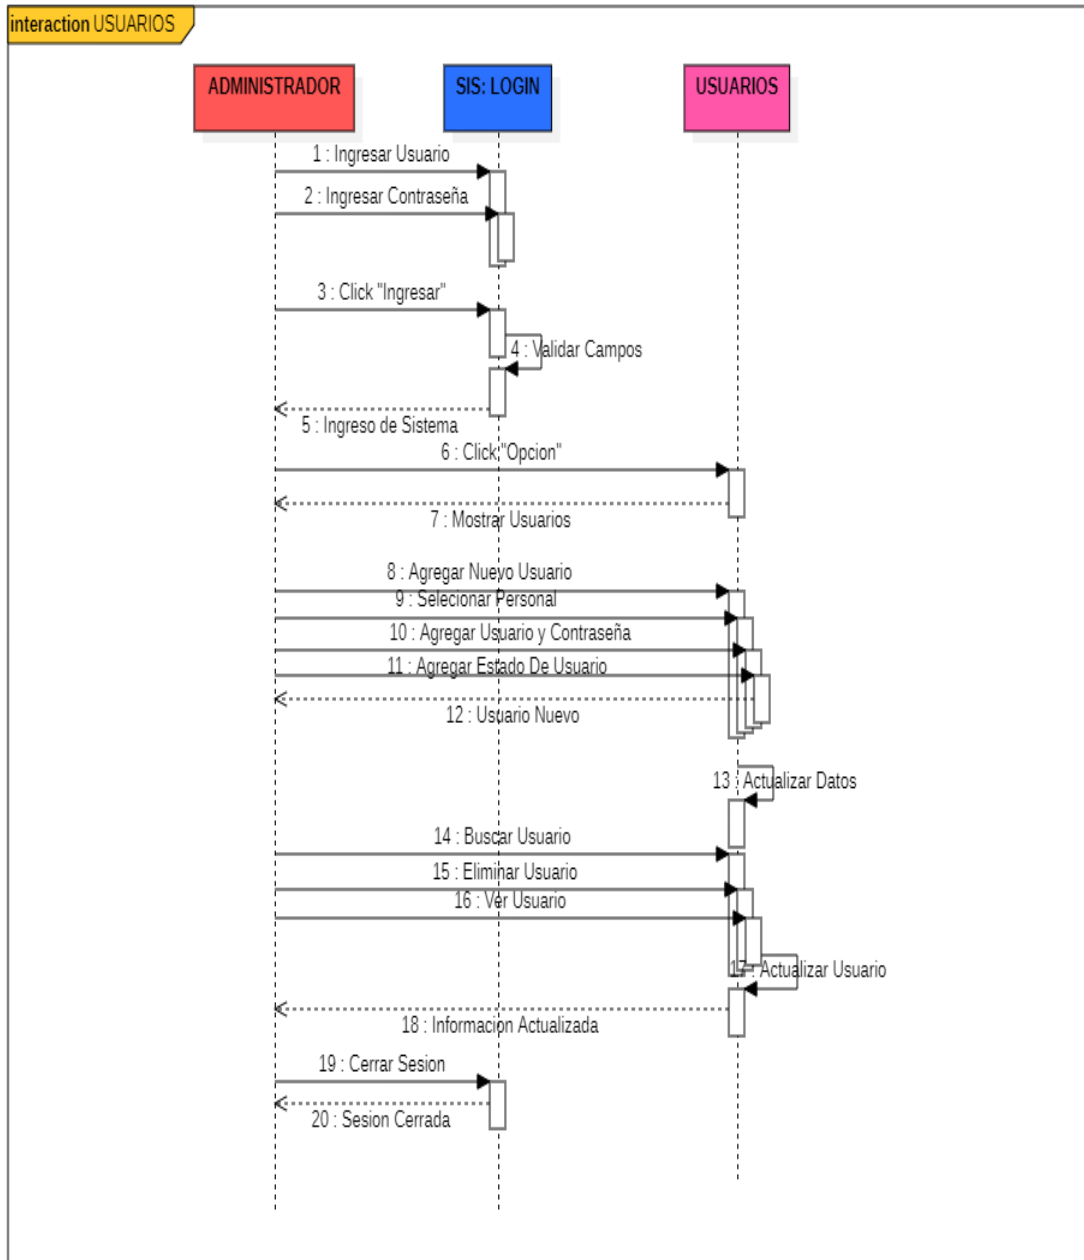 interaction USUARIOS
ADMINISTRADOR
SIS: LOGIN
USUARIOS
1 : Ingresar Usuario
2 : Ingresar Contraseña
3 : Click "Ingresar"
4 : Validar Campos
5 : Ingreso de Sistema
6 : Click "Opcion"
7 : Mostrar Usuarios
8 : Agregar Nuevo Usuario
9 : Selecionar Personal
10 : Agregar Usuario y Contraseña
11 : Agregar Estado De Usuario
12 : Usuario Nuevo
13 : Actualizar Datos
14 : Buscar Usuario
15 : Eliminar Usuario
16 : Ver Usuario
17 : Actualizar Usuario
18 : Informacion Actualizada
19 : Cerrar Sesion
20 : Sesion Cerrada